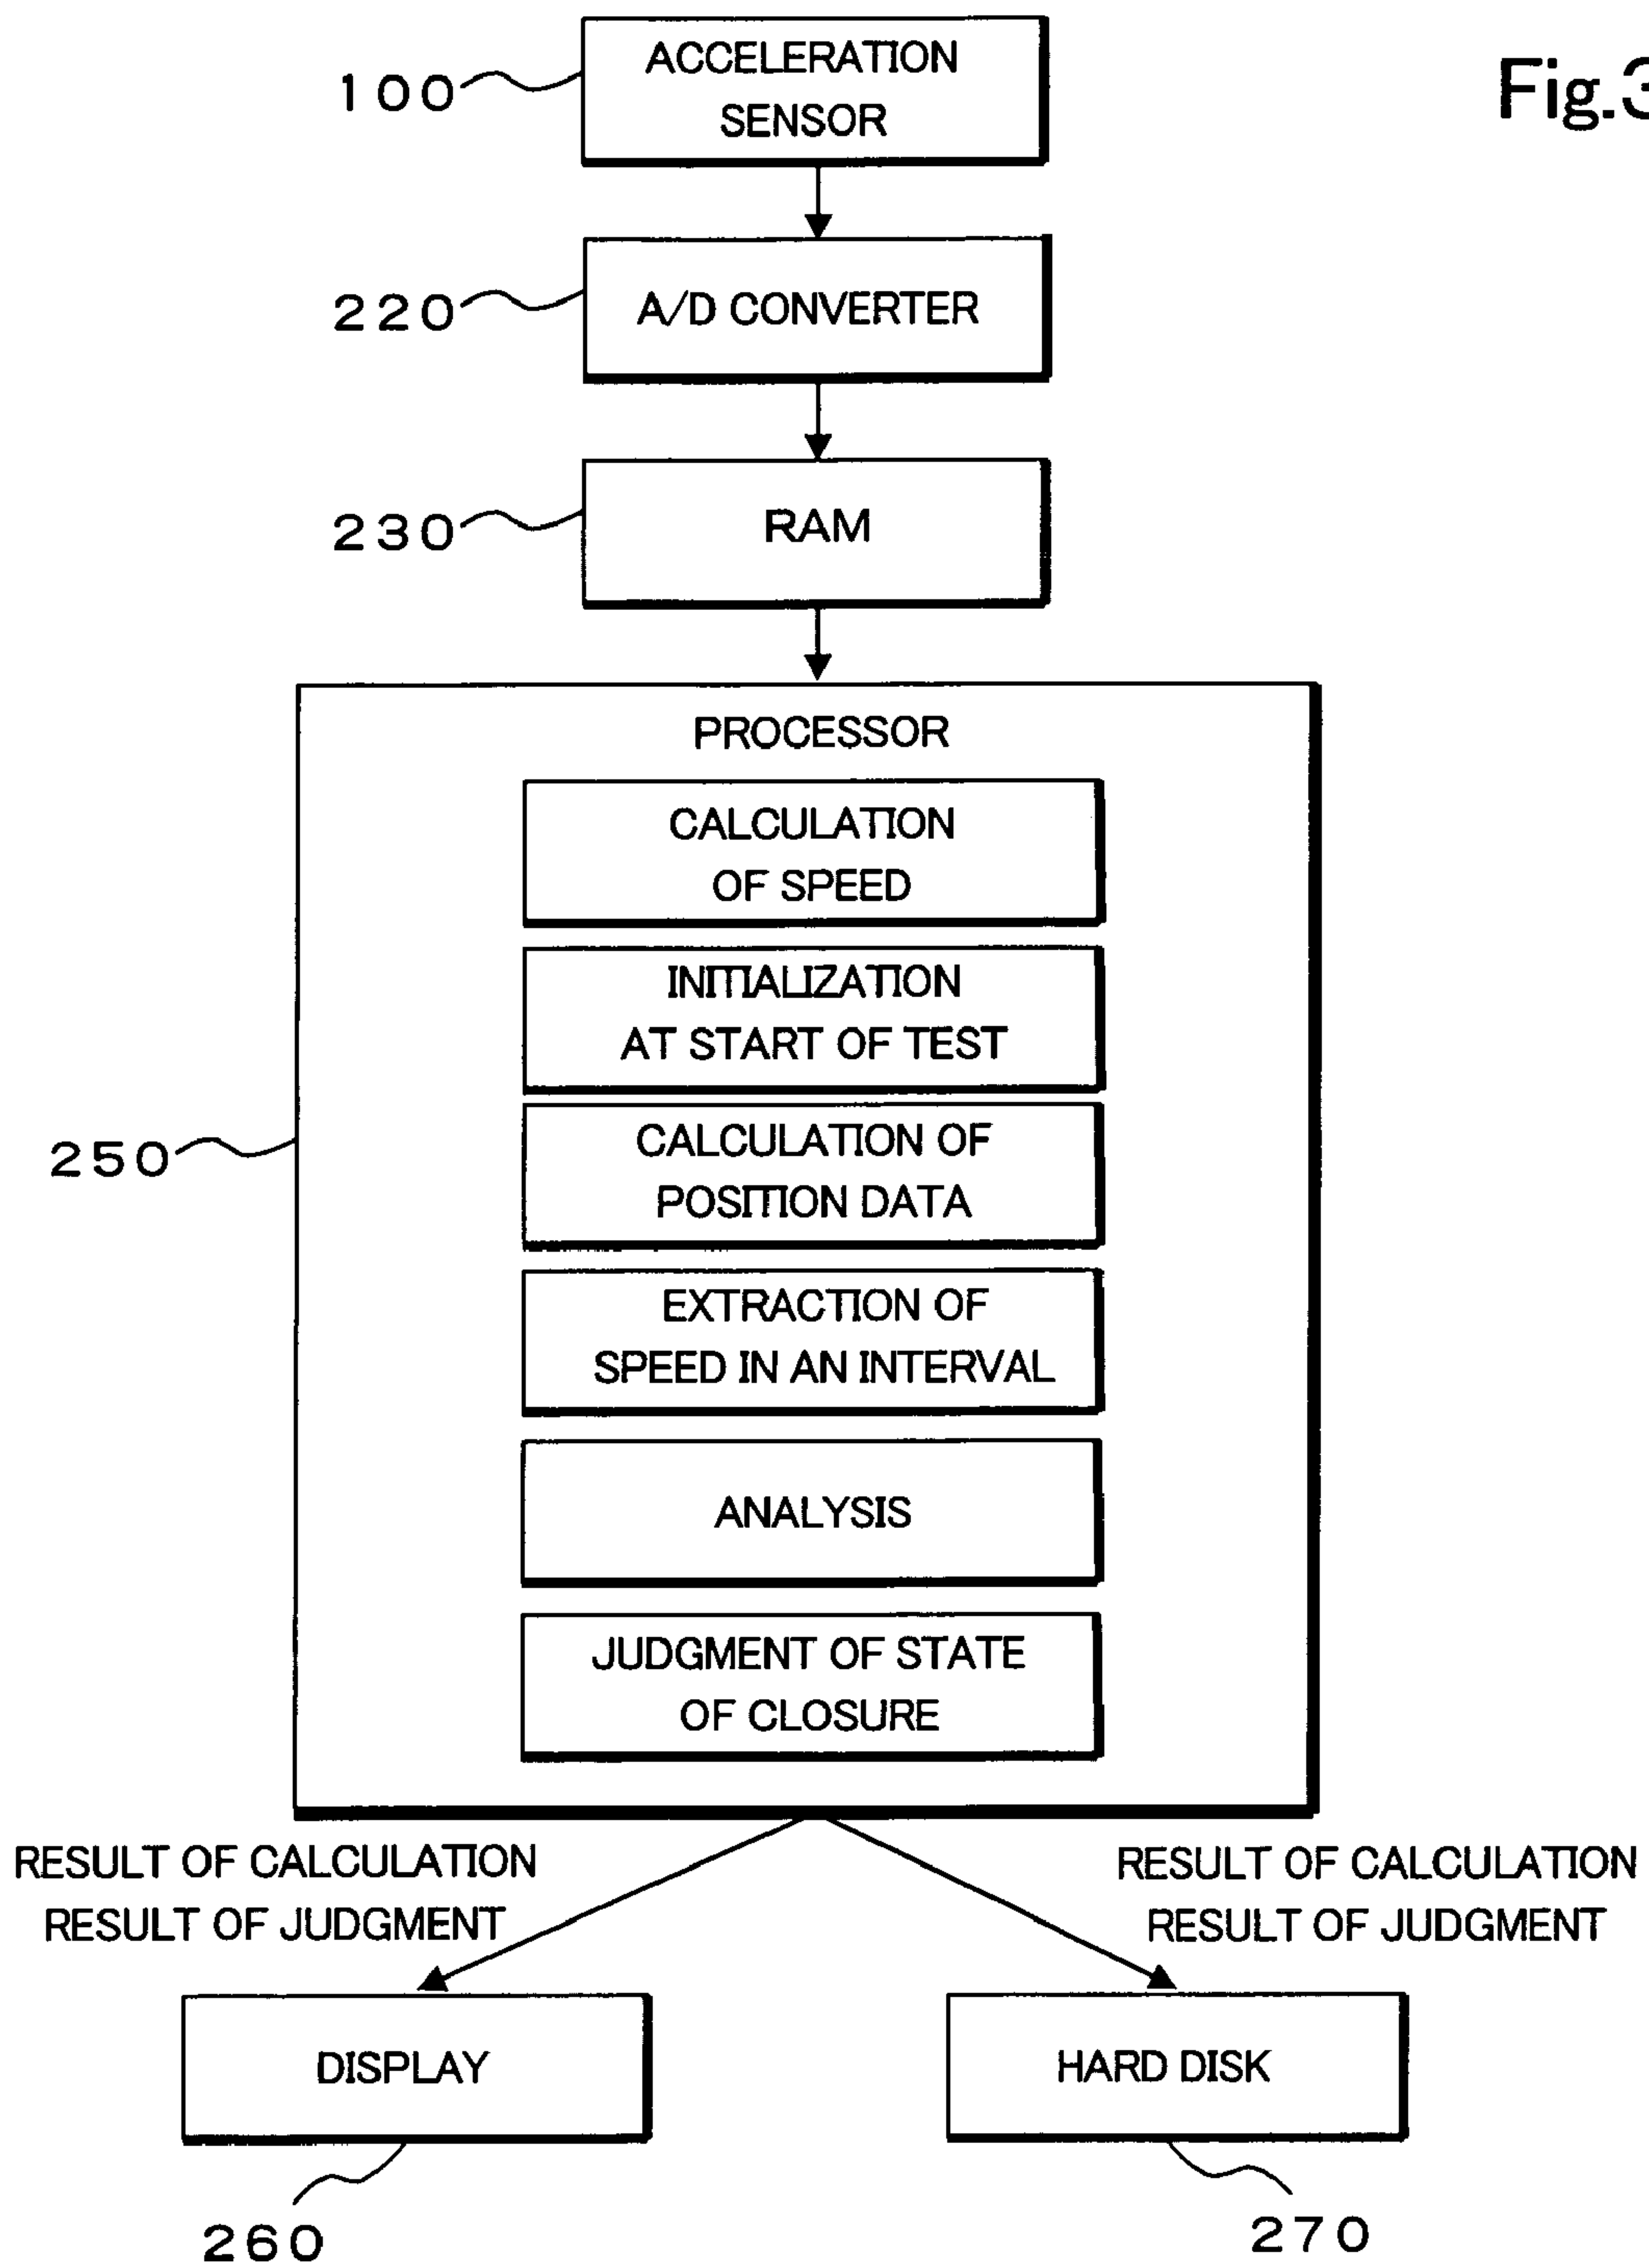 Fig.3
100
ACCELERATION
SENSOR
220
A/D CONVERTER
230
RAM
250
PROCESSOR
CALCULATION
OF SPEED
INITIALIZATION
AT START OF TEST
CALCULATION OF
POSITION DATA
EXTRACTION OF
SPEED IN AN INTERVAL
ANALYSIS
JUDGMENT OF STATE
OF CLOSURE
RESULT OF CALCULATION
RESULT OF JUDGMENT
RESULT OF CALCULATION
RESULT OF JUDGMENT
DISPLAY
HARD DISK
260
270